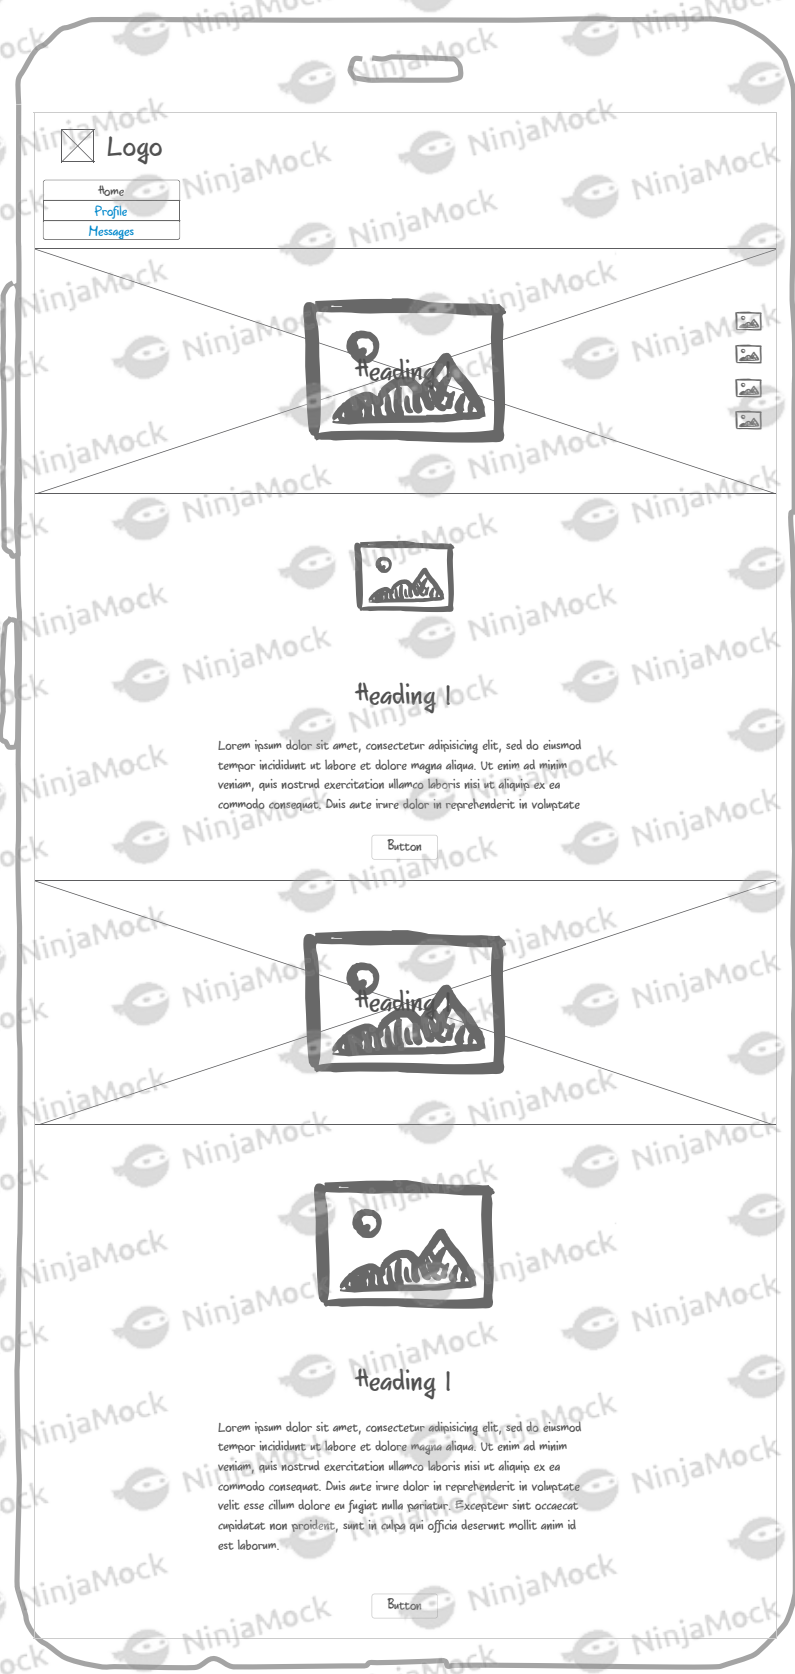 Logo
Home
Profile
Messages
Heading 1
Heading 1
Lorem ipsum dolor sit amet, consectetur adipisicing elit, sed do eiusmod
tempor incididunt ut labore et dolore magna aliqua. Ut enim ad minim
veniam, quis nostrud exercitation ullamco laboris nisi ut aliquip ex ea
commodo consequat. Duis aute irure dolor in reprehenderit in voluptate
Button
Heading 1
Heading 1
Lorem ipsum dolor sit amet, consectetur adipisicing elit, sed do eiusmod
tempor incididunt ut labore et dolore magna aliqua. Ut enim ad minim
veniam, quis nostrud exercitation ullamco laboris nisi ut aliquip ex ea
commodo consequat. Duis aute irure dolor in reprehenderit in voluptate
velit esse cillum dolore eu fugiat nulla pariatur. Excepteur sint occaecat
cupidatat non proident, sunt in culpa qui officia deserunt mollit anim id
est laborum.
Button
NinjaMock